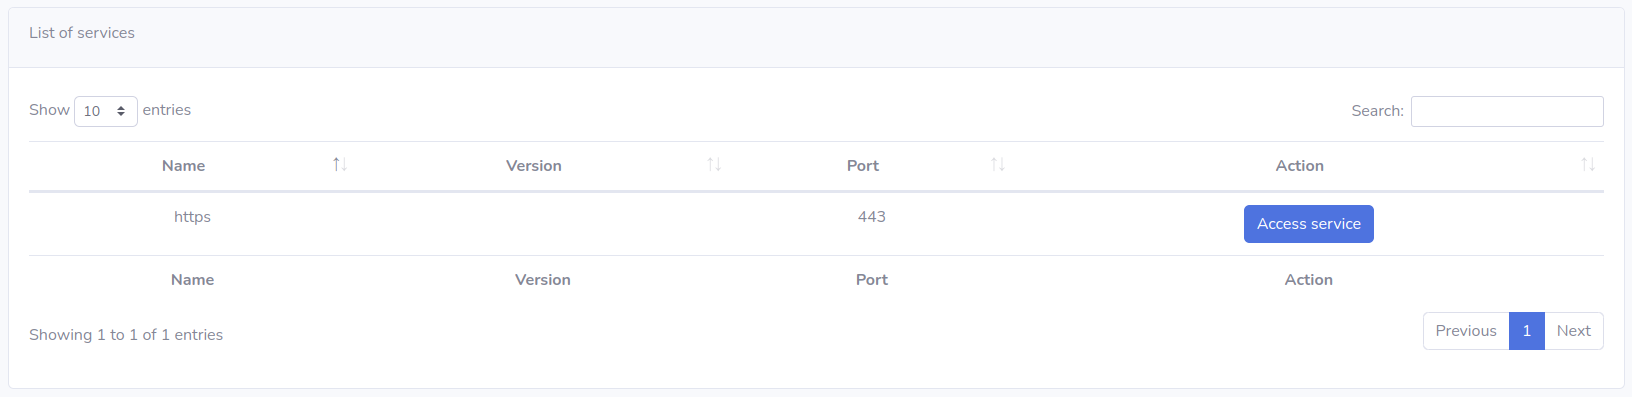 List of services
Show 10 entries Search:
Name Version Port Action
https 443 Access service
Name Version Port Action
Showing 1 to 1 of 1 entries Previous 1 Next